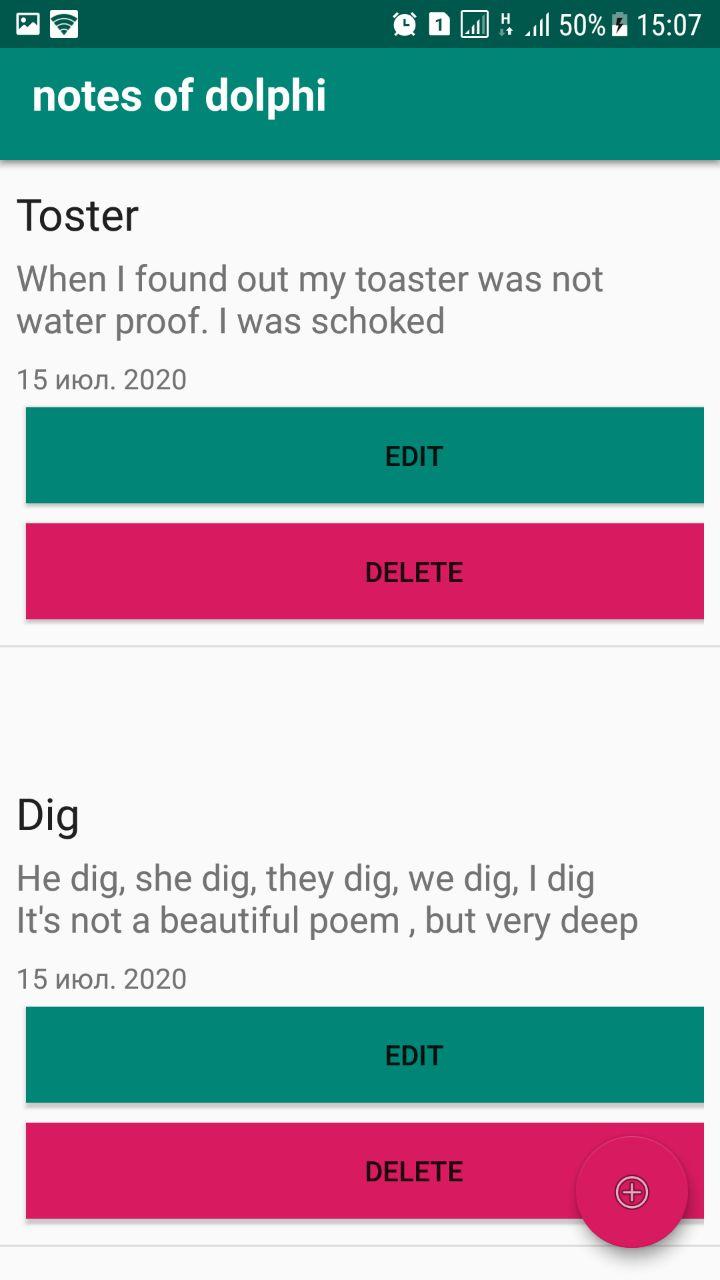 1 H 50% 15:07
notes of dolphi
Toster
When I found out my toaster was not
water proof. I was schoked
15 июл. 2020
EDIT
DELETE
Dig
He dig, she dig, they dig, we dig, I dig
It's not a beautiful poem , but very deep
15 июл. 2020
EDIT
DELETE